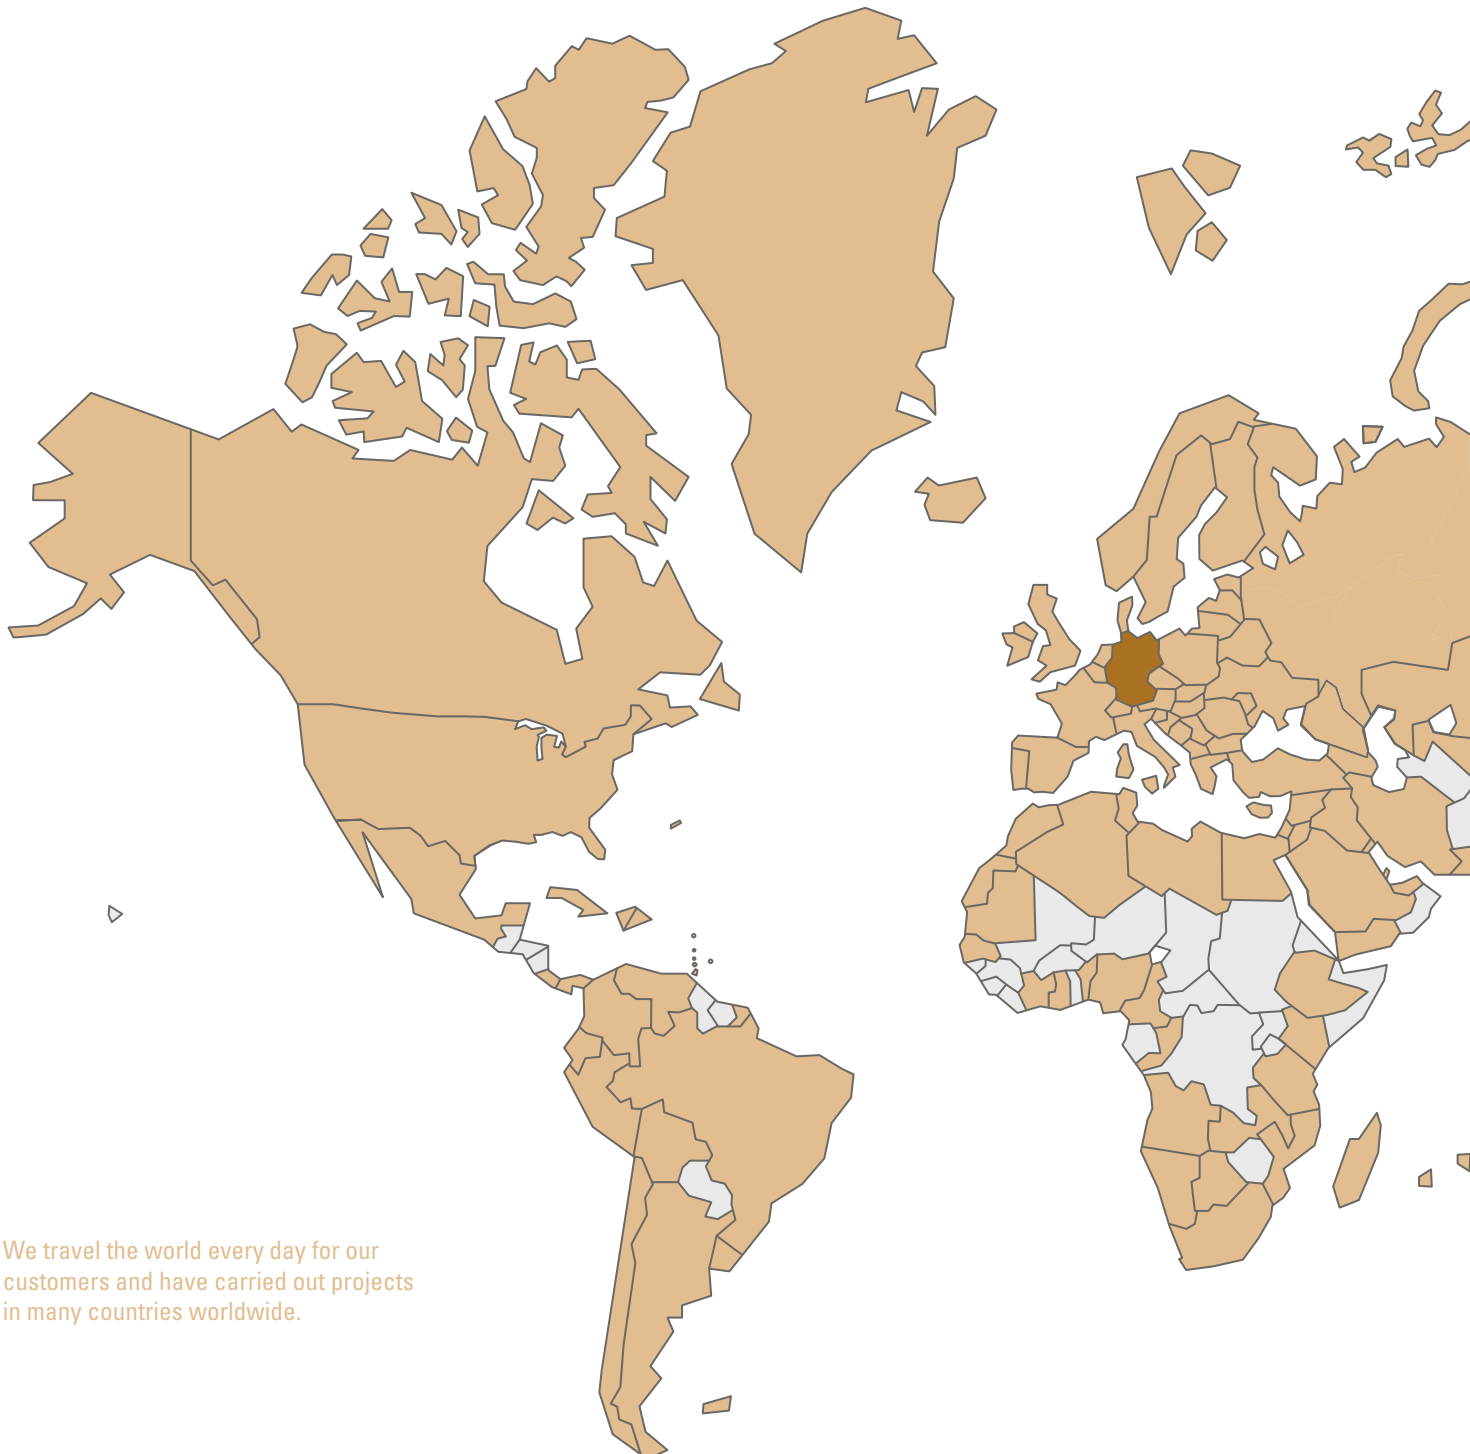 We travel the world every day for our
customers and have carried out projects
in many countries worldwide.